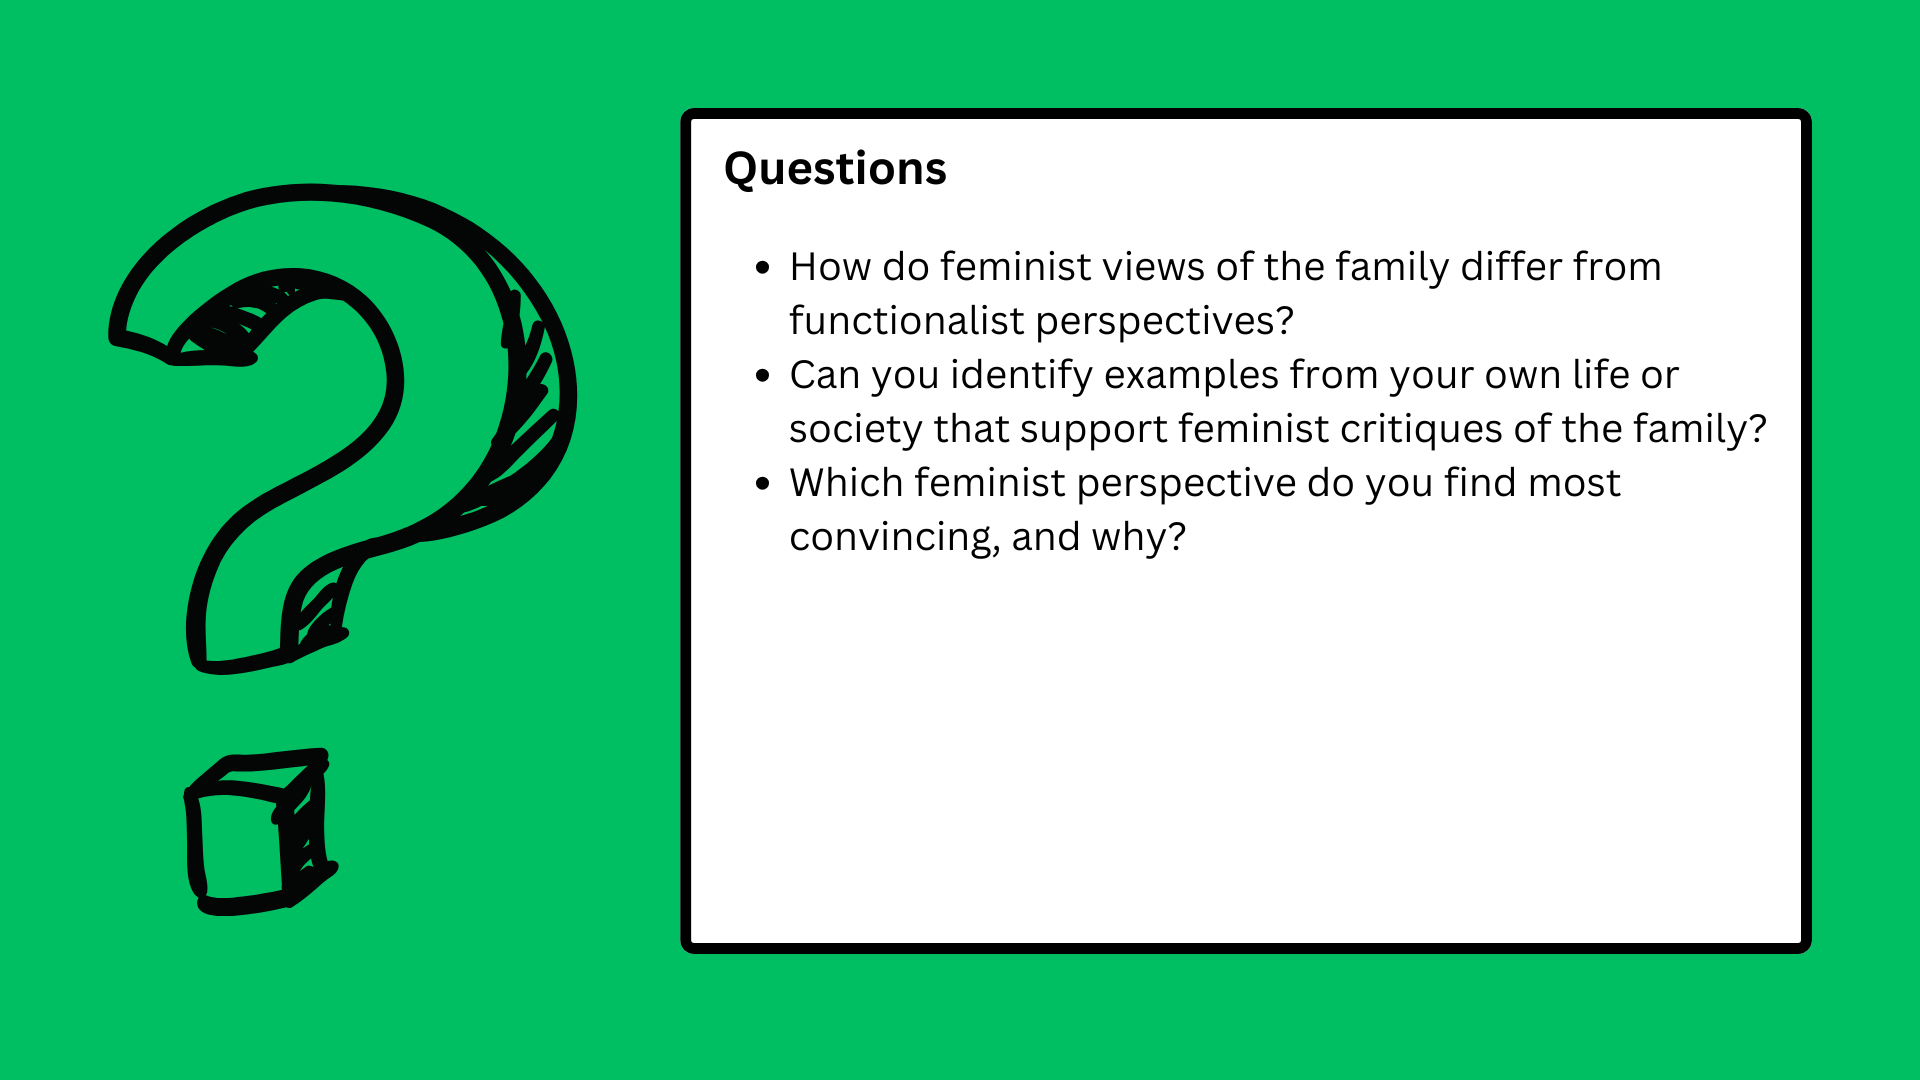 Questions
• How do feminist views of the family differ from
functionalist perspectives?
• Can you identify examples from your own life or
society that support feminist critiques of the family?
• Which feminist perspective do you find most
convincing, and why?